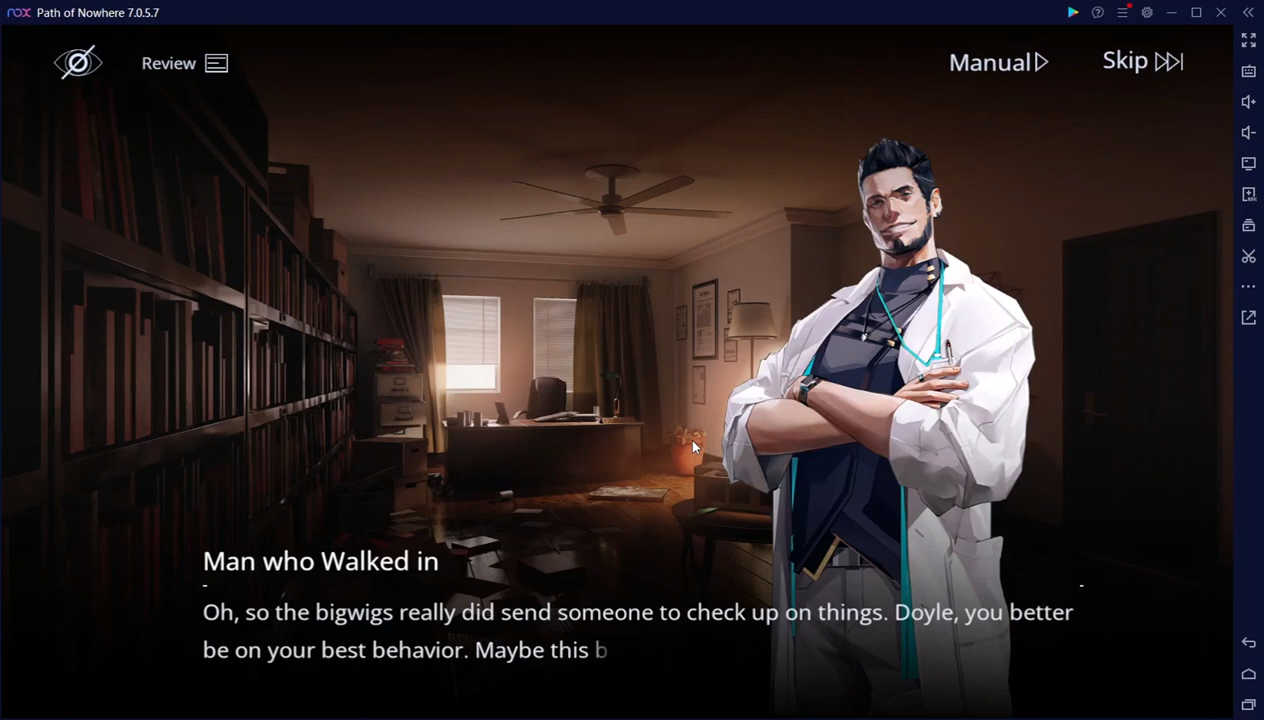 nox Path of Nowhere 7.0.5.7
Review
Manual
Skip
Man who Walked in
Oh, so the bigwigs really did send someone to check up on things. Doyle, you better
be on your best behavior. Maybe this b